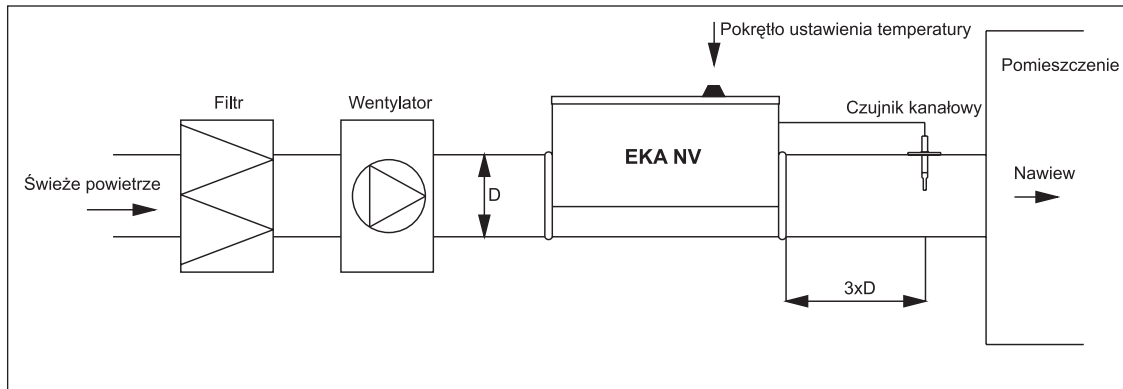 Pokrętło ustawienia temperatury
Pomieszczenie
Filtr
Wentylator
Czujnik kanałowy
EKA NV
Świeże powietrze
D
Nawiew
3xD